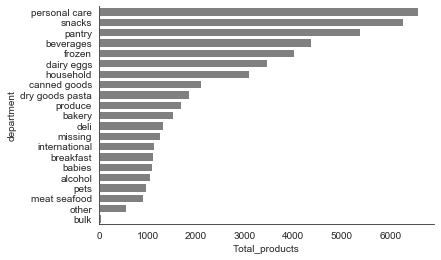 personal care
snacks
pantry
beverages
frozen
dairy eggs
household
canned goods
dry goods pasta
produce
bakery
deli
missing
international
breakfast
babies
alcohol
pets
meat seafood
other
bulk
department
0 1000 2000 3000 4000 5000 6000
Total_products